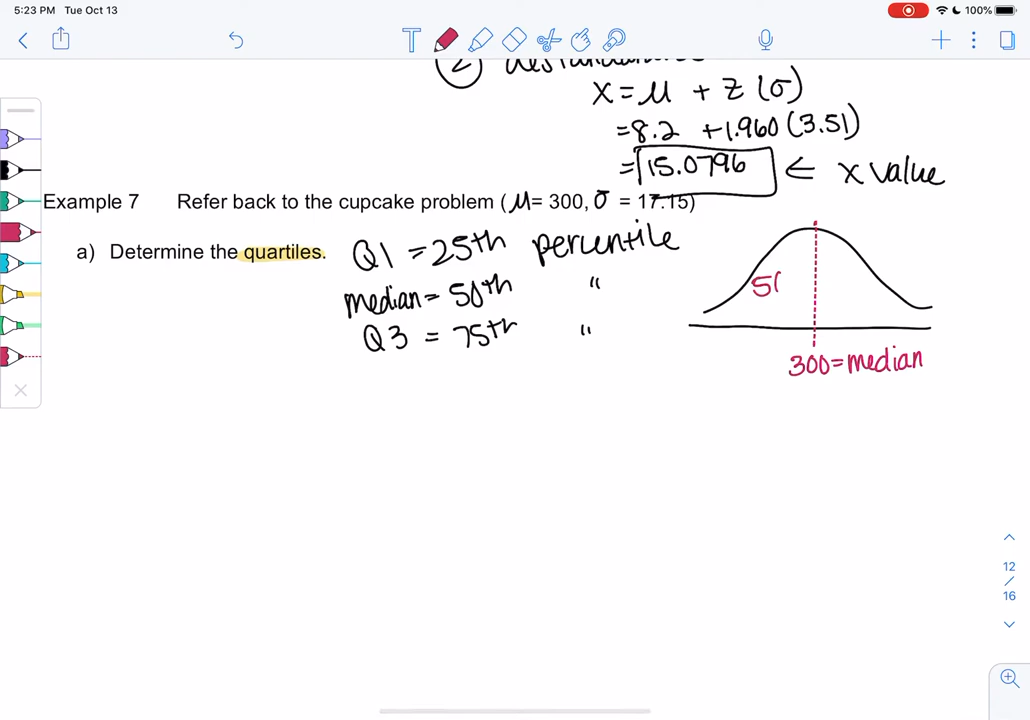 5:23 PM Tue Oct 13
100%
x = μ + z (σ)
= 8.2 + 1.960 (3.51)
= 15.0796 ← x value
Example 7 Refer back to the cupcake problem (μ = 300, σ = 17.15)
a) Determine the quartiles.
Q1 = 25th percentile
median = 50th "
Q3 = 75th "
50
300 = median
12
/
16